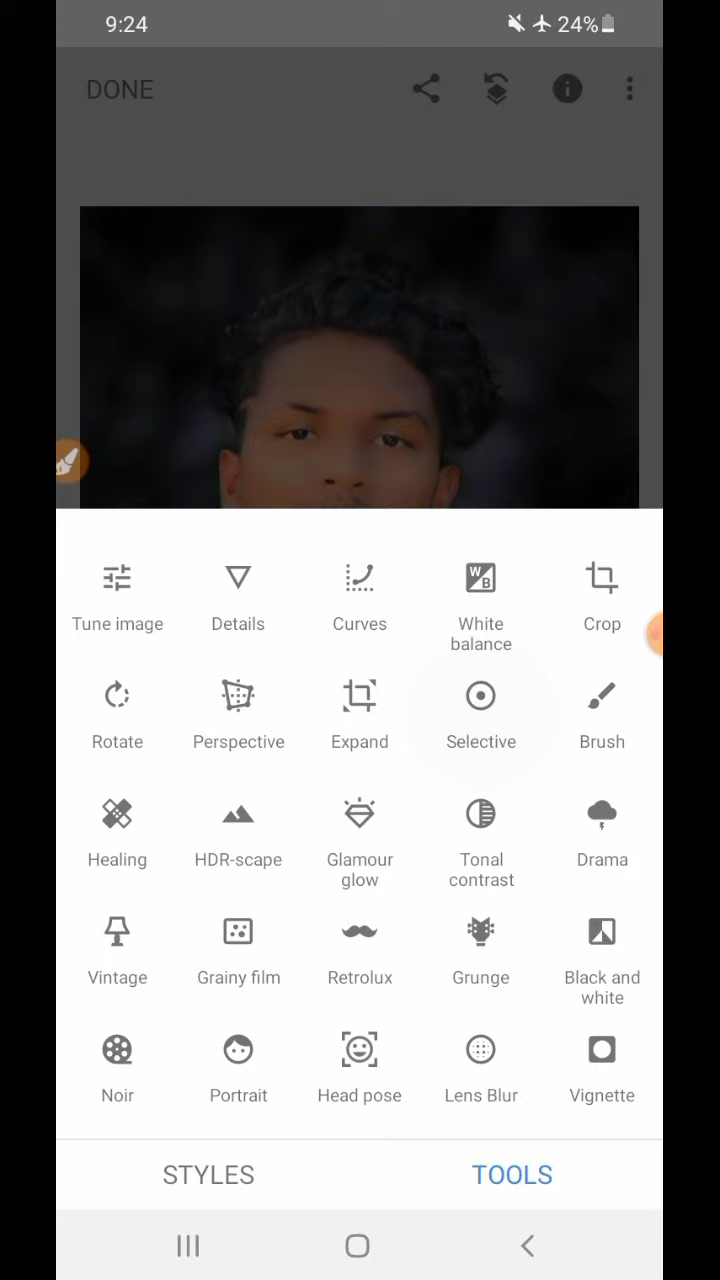 9:24
24%
DONE
Tune image
Details
Curves
White balance
WB
Crop
Rotate
Perspective
Expand
Selective
Brush
Healing
HDR-scape
Glamour glow
Tonal contrast
Drama
Vintage
Grainy film
Retrolux
Grunge
Black and white
Noir
Portrait
Head pose
Lens Blur
Vignette
STYLES
TOOLS